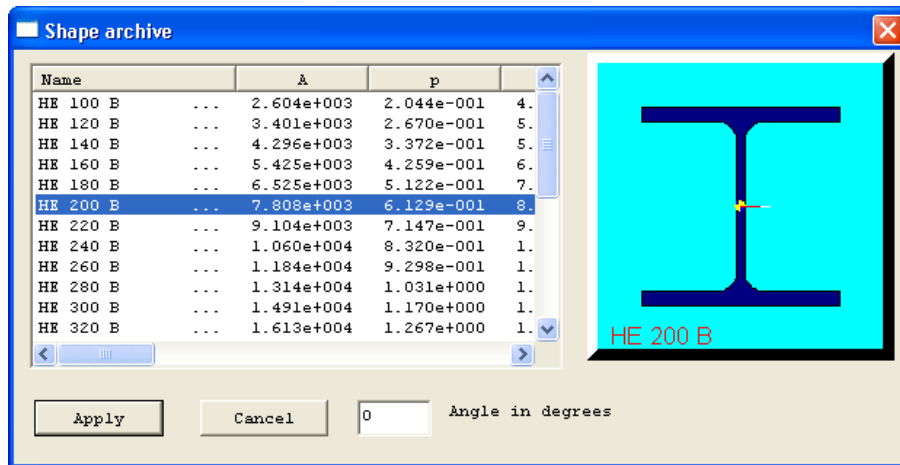 Shape archive
Name A p
HE 100 B ... 2.604e+003 2.044e-001 4.
HE 120 B ... 3.401e+003 2.670e-001 5.
HE 140 B ... 4.296e+003 3.372e-001 5.
HE 160 B ... 5.425e+003 4.259e-001 6.
HE 180 B ... 6.525e+003 5.122e-001 7.
HE 200 B ... 7.808e+003 6.129e-001 8.
HE 220 B ... 9.104e+003 7.147e-001 9.
HE 240 B ... 1.060e+004 8.320e-001 1.
HE 260 B ... 1.184e+004 9.298e-001 1.
HE 280 B ... 1.314e+004 1.031e+000 1.
HE 300 B ... 1.491e+004 1.170e+000 1.
HE 320 B ... 1.613e+004 1.267e+000 1.
HE 200 B
Apply Cancel 0 Angle in degrees